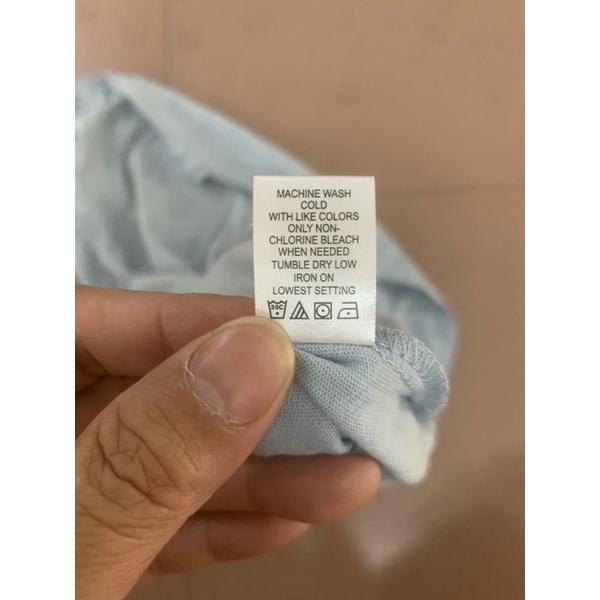 MACHINE WASH
COLD
WITH LIKE COLORS
ONLY NON-
CHLORINE BLEACH
WHEN NEEDED
TUMBLE DRY LOW
IRON ON
LOWEST SETTING
30C